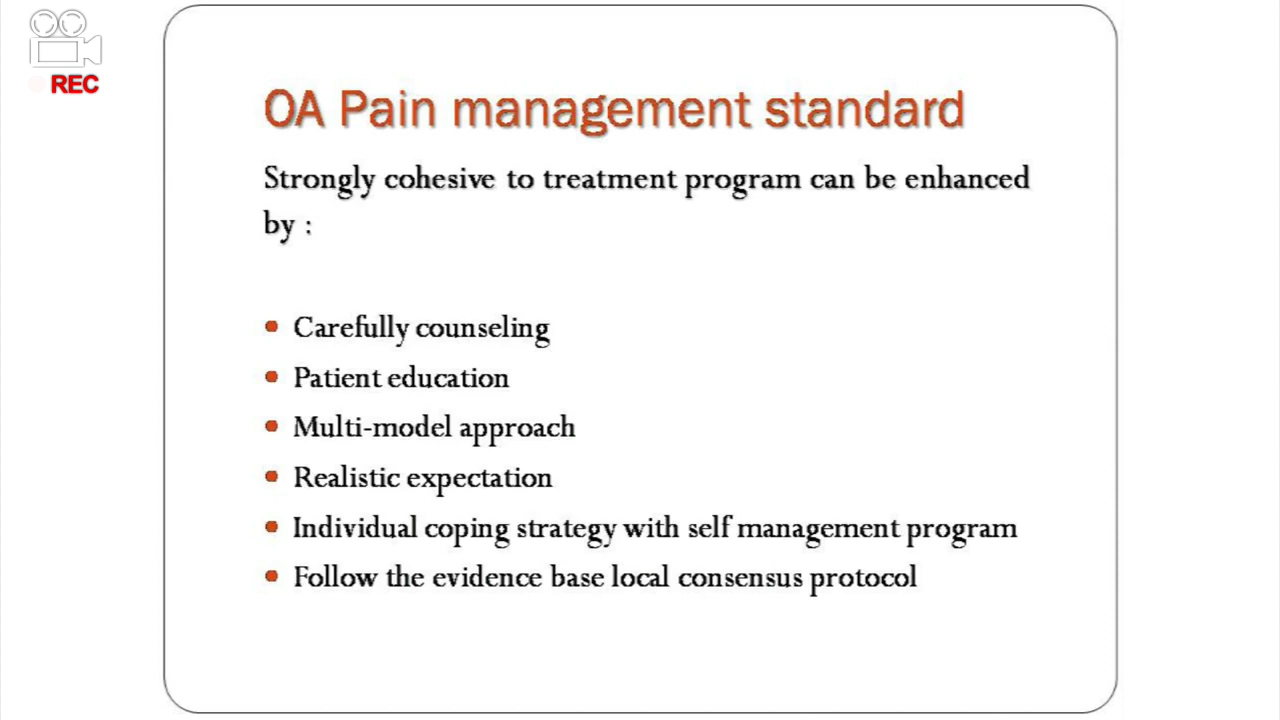 REC
OA Pain management standard
Strongly cohesive to treatment program can be enhanced
by :
Carefully counseling
Patient education
Multi-model approach
Realistic expectation
Individual coping strategy with self management program
Follow the evidence base local consensus protocol